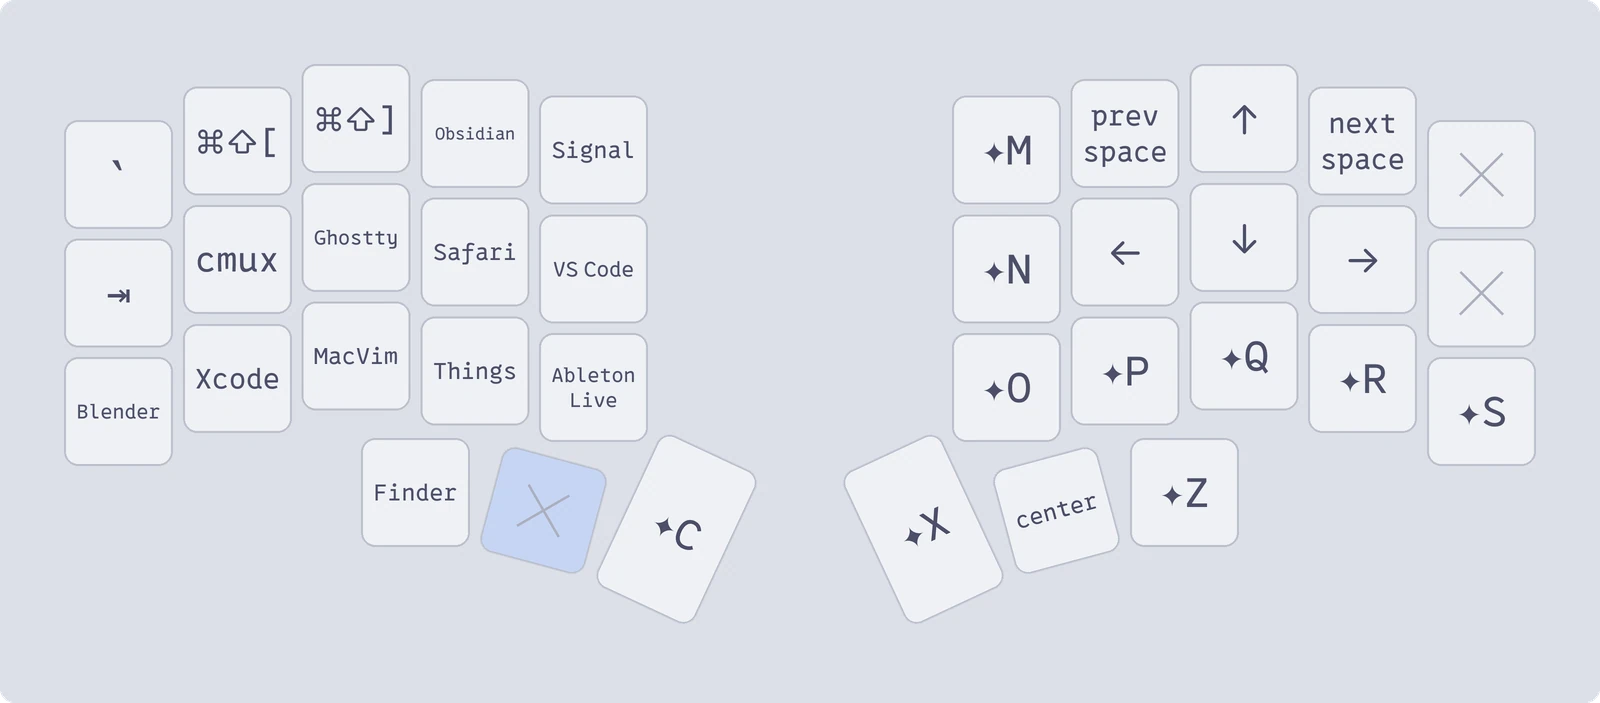 `
⌘⇧[
⌘⇧]
Obsidian
Signal
⇥
cmux
Ghostty
Safari
VS Code
Blender
Xcode
MacVim
Things
Ableton
Live
Finder
✦C
✦M
prev
space
↑
next
space
✦N
←
↓
→
✦O
✦P
✦Q
✦R
✦S
✦X
center
✦Z